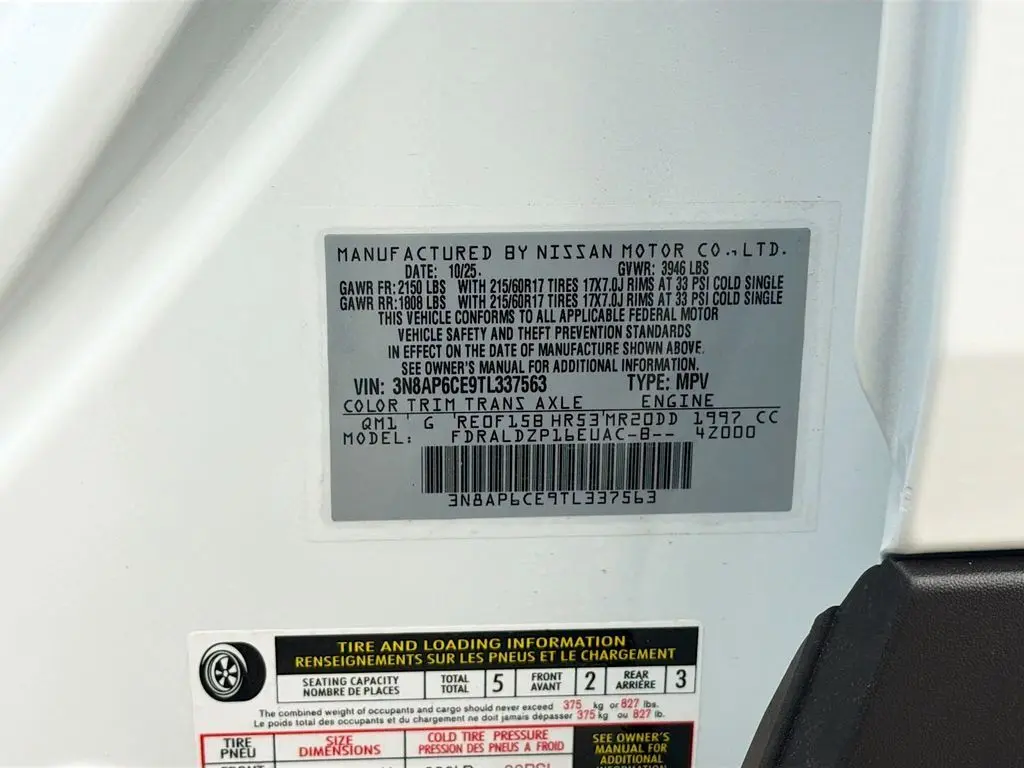 MANUFACTURED BY NISSAN MOTOR CO., LTD.
DATE: 10/25. GVWR: 3946 LBS
GAWR FR: 2150 LBS WITH 215/60R17 TIRES 17X7.0J RIMS AT 33 PSI COLD SINGLE
GAWR RR: 1808 LBS WITH 215/60R17 TIRES 17X7.0J RIMS AT 33 PSI COLD SINGLE
THIS VEHICLE CONFORMS TO ALL APPLICABLE FEDERAL MOTOR
VEHICLE SAFETY AND THEFT PREVENTION STANDARDS
IN EFFECT ON THE DATE OF MANUFACTURE SHOWN ABOVE.
SEE OWNER'S MANUAL FOR ADDITIONAL INFORMATION.
VIN: 3N8AP6CE9TL337563 TYPE: MPV
COLOR TRIM TRANS AXLE ENGINE
QM1 G RE0F15B HR53 MR20DD 1997 CC
MODEL: FDRALDZP16EUAC-B-- 4Z000
3N8AP6CE9TL337563
TIRE AND LOADING INFORMATION
RENSEIGNEMENTS SUR LES PNEUS ET LE CHARGEMENT
SEATING CAPACITY TOTAL 5 FRONT 2 REAR 3
NOMBRE DE PLACES TOTAL AVANT ARRIÈRE
The combined weight of occupants and cargo should never exceed 375 kg or 827 lbs.
Le poids total des occupants et du chargement ne doit jamais dépasser 375 kg ou 827 lb.
TIRE SIZE COLD TIRE PRESSURE SEE OWNER'S
PNEU DIMENSIONS PRESSION DES PNEUS A FROID MANUAL FOR
ADDITIONAL